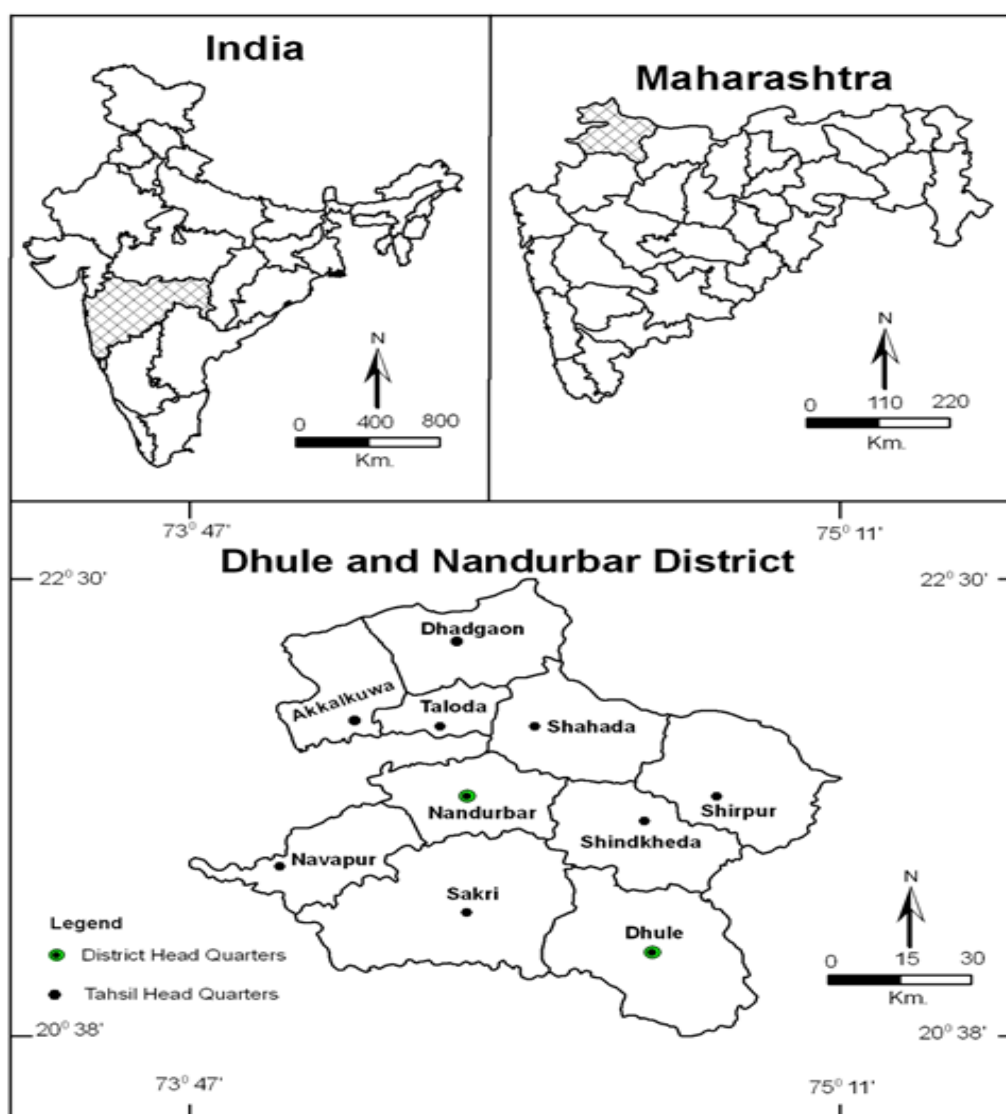 India
N
0 400 800
Km.
Maharashtra
N
0 110 220
Km.
73° 47' 75° 11'
Dhule and Nandurbar District
22° 30' 22° 30'
Dhadgaon
Akkalkuwa
Taloda
Shahada
Nandurbar
Shirpur
Shindkheda
Navapur
Sakri
Dhule
Legend
District Head Quarters
Tahsil Head Quarters
N
0 15 30
Km.
20° 38' 20° 38'
73° 47' 75° 11'